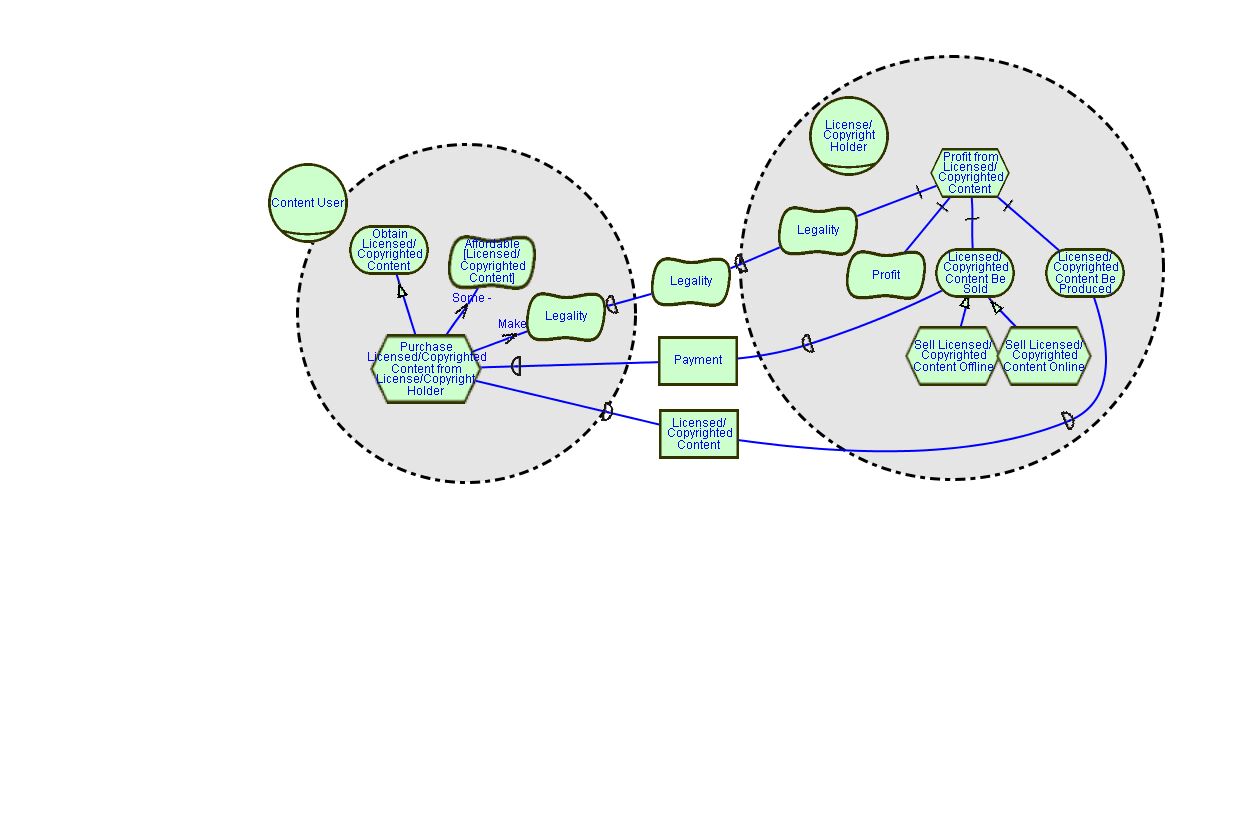 Content User
Obtain
Licensed/
Copyrighted
Content
Affordable
[Licensed/
Copyrighted
Content]
Some -
Make
Legality
Purchase
Licensed/Copyrighted
Content from
License/Copyright
Holder
Legality
Payment
Licensed/
Copyrighted
Content
License/
Copyright
Holder
Profit from
Licensed/
Copyrighted
Content
Legality
Profit
Licensed/
Copyrighted
Content Be
Sold
Licensed/
Copyrighted
Content Be
Produced
Sell Licensed/
Copyrighted
Content Offline
Sell Licensed/
Copyrighted
Content Online